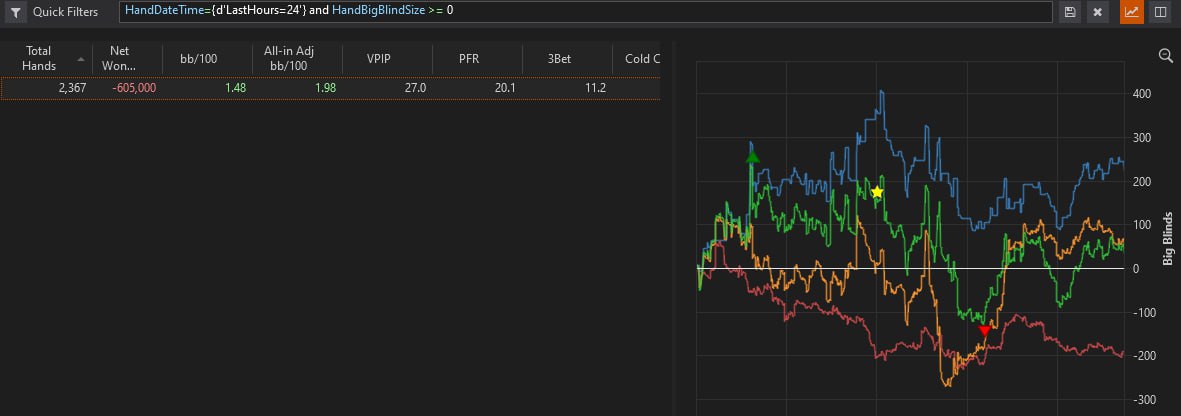 Quick Filters HandDateTime={d'LastHours=24'} and HandBigBlindSize >= 0
Total Hands Net Won... bb/100 All-in Adj bb/100 VPIP PFR 3Bet Cold C
2,367 -605,000 1.48 1.98 27.0 20.1 11.2
400
300
200
100
0
-100
-200
-300
Big Blinds